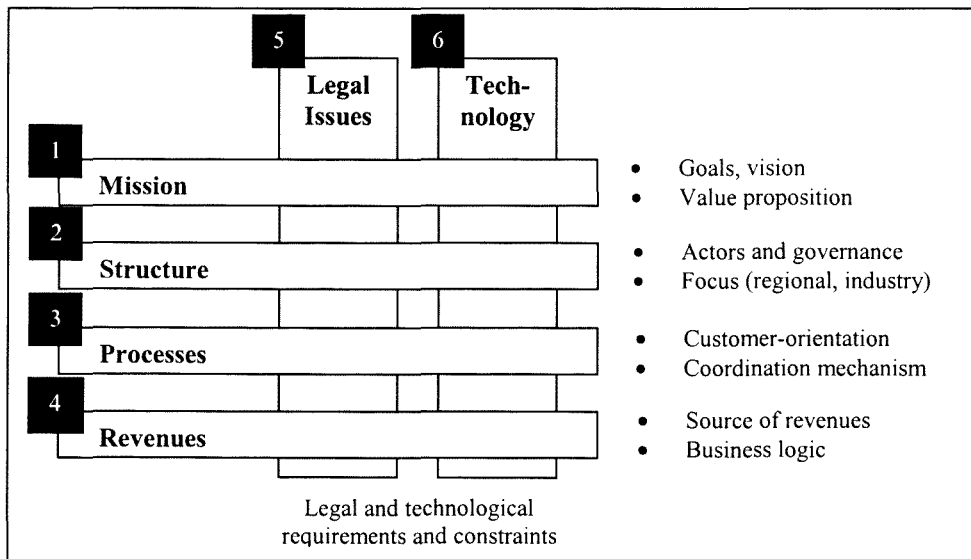 5
6
Legal
Issues
Tech-
nology
1
Mission
• Goals, vision
• Value proposition
2
Structure
• Actors and governance
• Focus (regional, industry)
3
Processes
• Customer-orientation
• Coordination mechanism
4
Revenues
• Source of revenues
• Business logic
Legal and technological
requirements and constraints